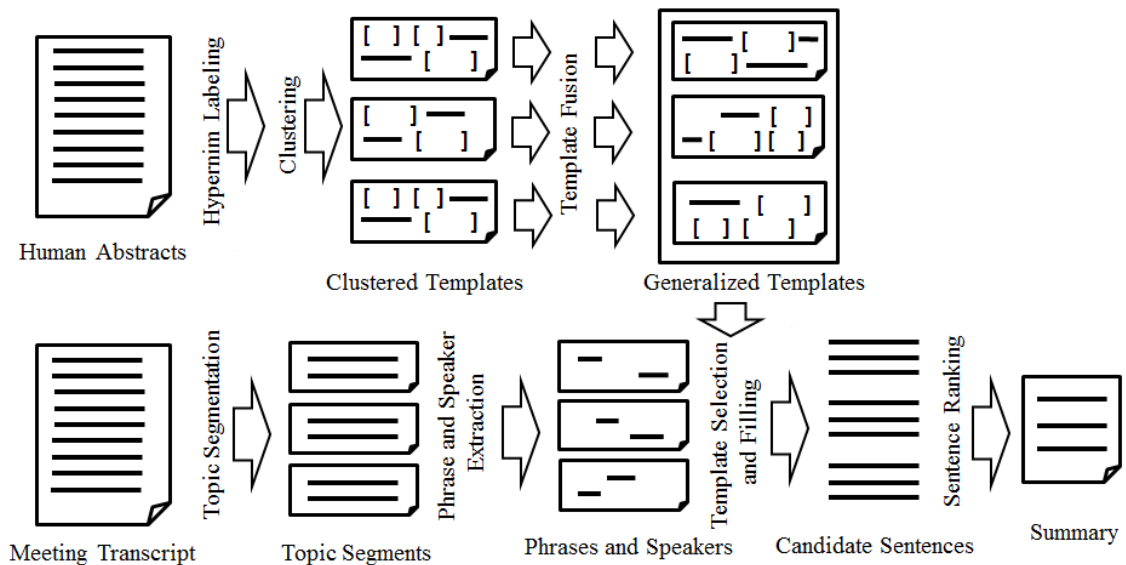 Human Abstracts
Hypernim Labeling
Clustering
[ ] [ ]
[ ]
[ ]
[ ]
[ ] [ ]
[ ]
Clustered Templates
Template Fusion
[ ]
[ ]
[ ]
[ ] [ ]
[ ]
[ ] [ ]
Generalized Templates
Meeting Transcript
Topic Segmentation
Topic Segments
Phrase and Speaker
Extraction
Phrases and Speakers
Template Selection
and Filling
Candidate Sentences
Sentence Ranking
Summary